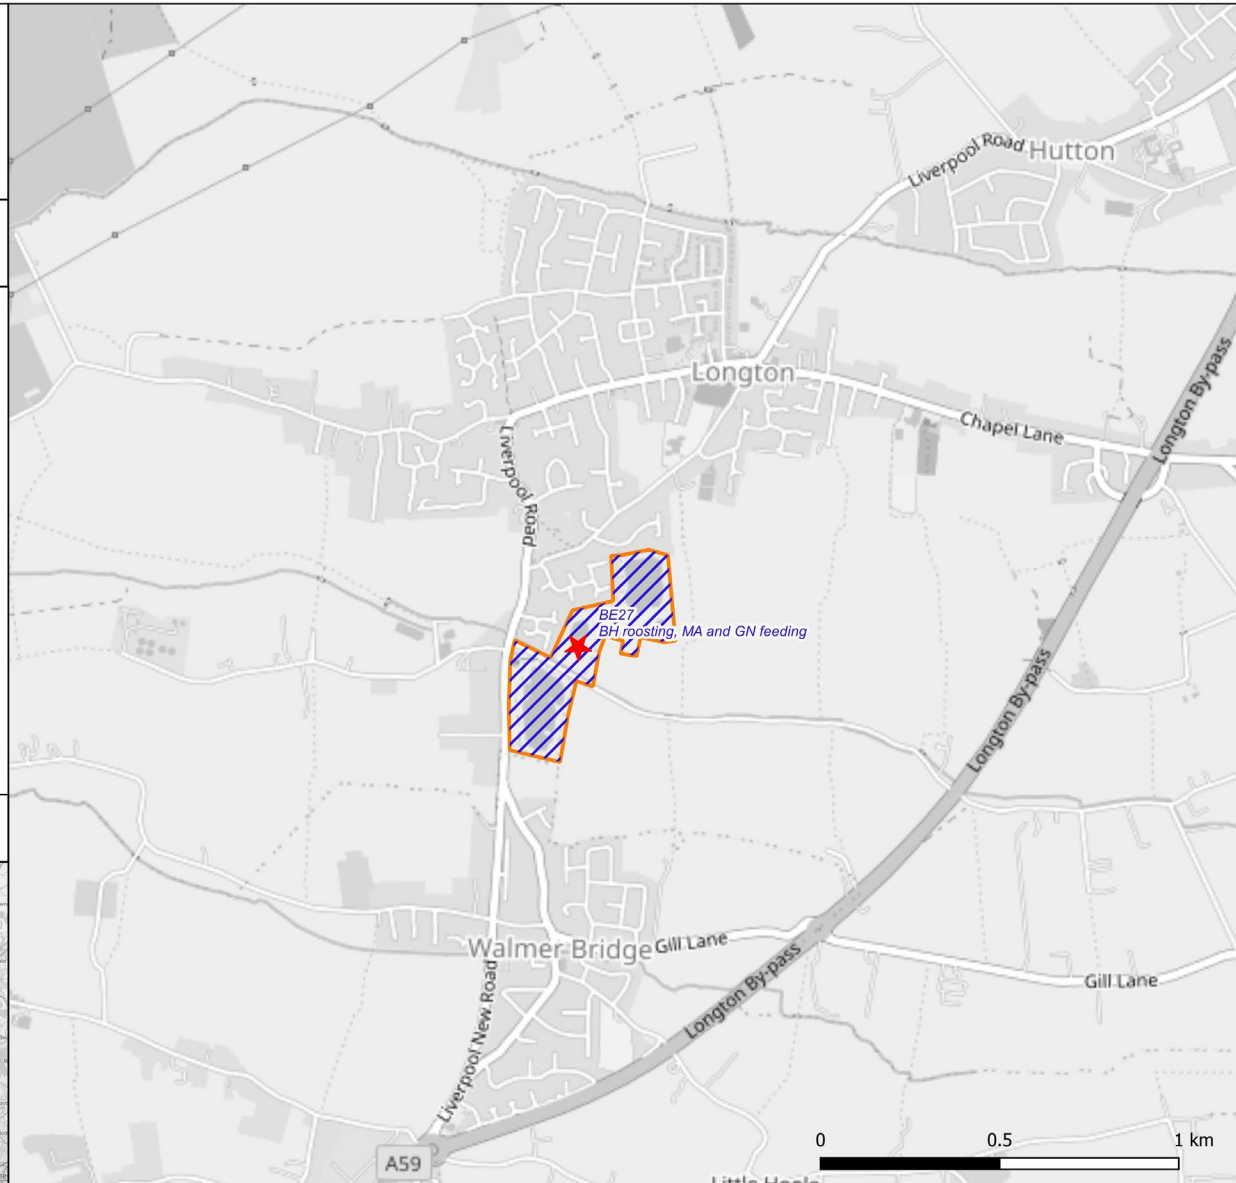 Liverpool Road
Hutton
Longton
Chapel Lane
Longton By-pass
Liverpool Road
BE27
BH roosting, MA and GN feeding
Longton By-pass
Walmer Bridge
Gill Lane
Gill Lane
Longton By-pass
Liverpool New Road
A59
0 0.5 1 km